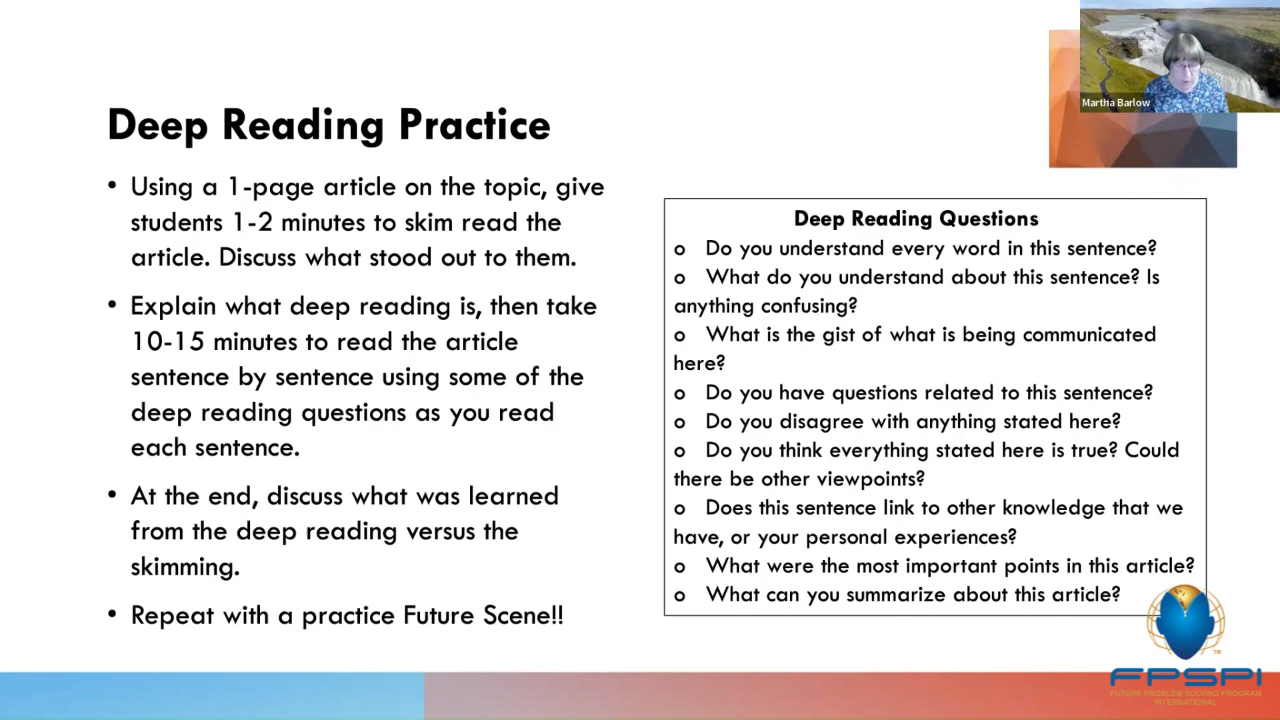 Deep Reading Practice
• Using a 1-page article on the topic, give
students 1-2 minutes to skim read the
article. Discuss what stood out to them.
• Explain what deep reading is, then take
10-15 minutes to read the article
sentence by sentence using some of the
deep reading questions as you read
each sentence.
• At the end, discuss what was learned
from the deep reading versus the
skimming.
• Repeat with a practice Future Scene!!
Deep Reading Questions
o Do you understand every word in this sentence?
o What do you understand about this sentence? Is
anything confusing?
o What is the gist of what is being communicated
here?
o Do you have questions related to this sentence?
o Do you disagree with anything stated here?
o Do you think everything stated here is true? Could
there be other viewpoints?
o Does this sentence link to other knowledge that we
have, or your personal experiences?
o What were the most important points in this article?
o What can you summarize about this article?
Martha Barlow
TM
FPSPI
FUTURE PROBLEM SOLVING PROGRAM
INTERNATIONAL